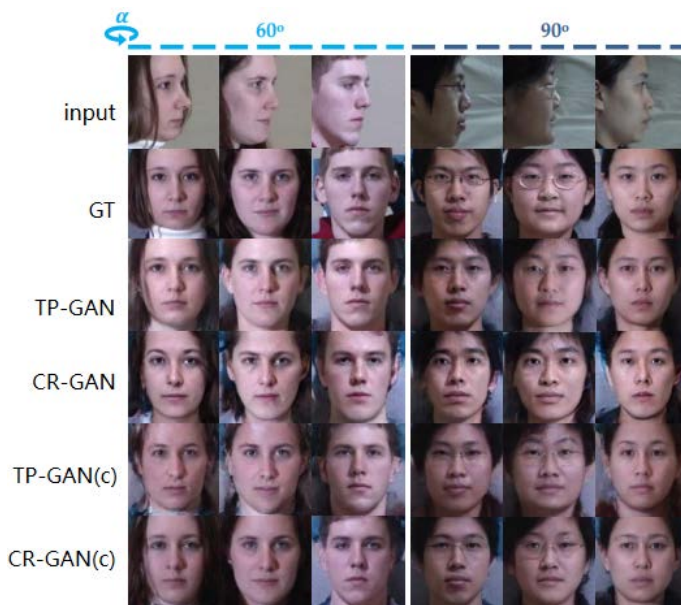 α 60° 90°
input
GT
TP-GAN
CR-GAN
TP-GAN(c)
CR-GAN(c)